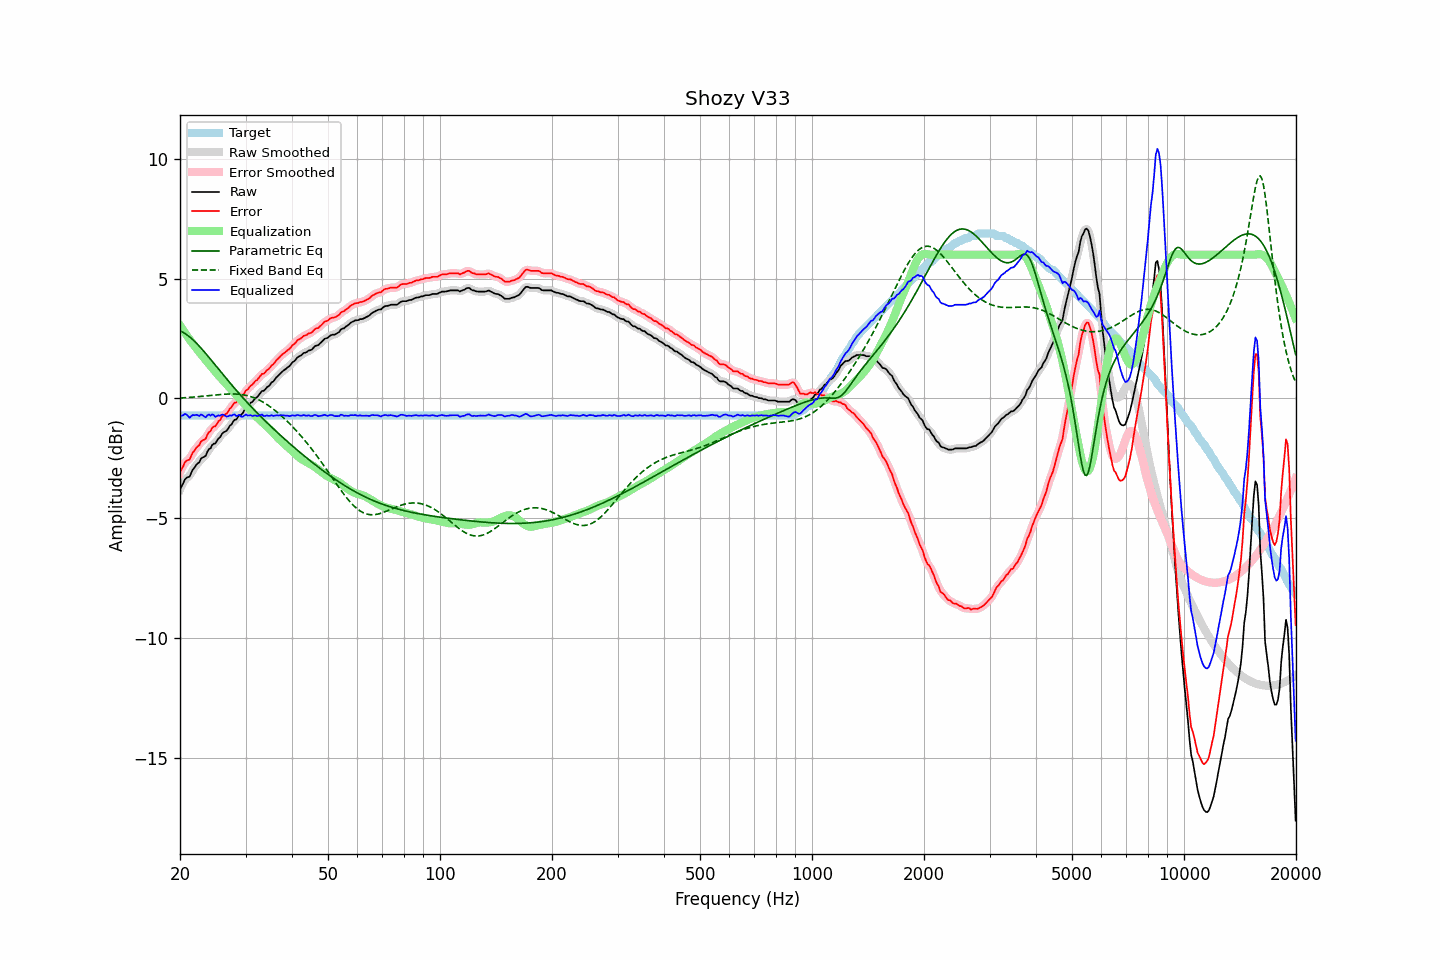 Shozy V33
Target
Raw Smoothed
Error Smoothed
Raw
Error
Equalization
Parametric Eq
Fixed Band Eq
Equalized
Amplitude (dBr)
10
5
0
−5
−10
−15
20 50 100 200 500 1000 2000 5000 10000 20000
Frequency (Hz)